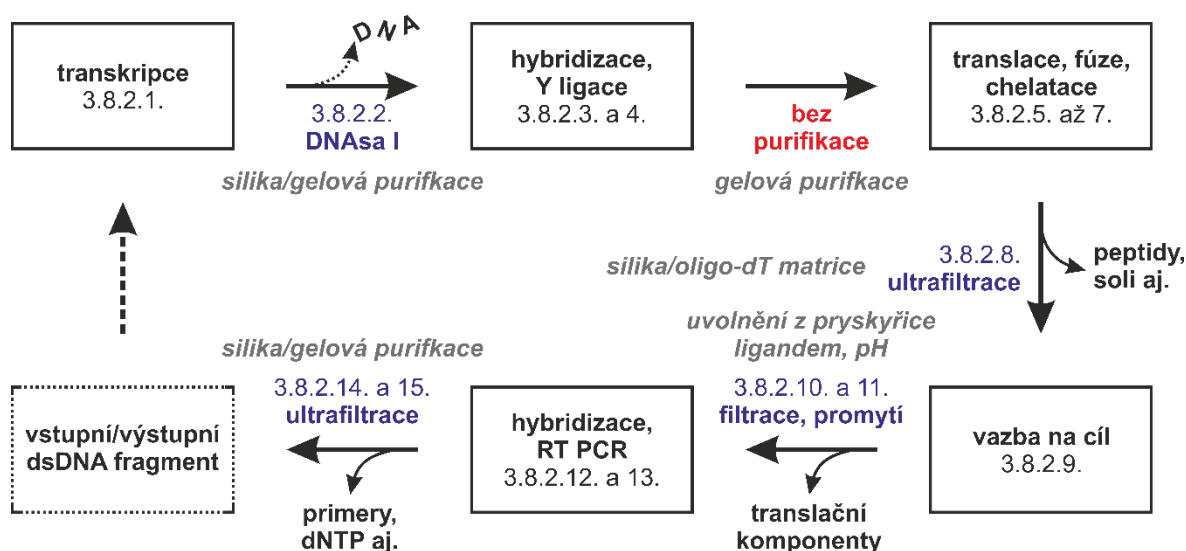 transkripce
3.8.2.1.
DNA
3.8.2.2.
DNAsa I
silika/gelová purifkace
hybridizace,
Y ligace
3.8.2.3. a 4.
bez
purifikace
gelová purifkace
translace, fúze,
chelatace
3.8.2.5. až 7.
silika/oligo-dT matrice
3.8.2.8.
ultrafiltrace
peptidy,
soli aj.
vazba na cíl
3.8.2.9.
uvolnění z pryskyřice
ligandem, pH
3.8.2.10. a 11.
filtrace, promytí
translační
komponenty
hybridizace,
RT PCR
3.8.2.12. a 13.
silika/gelová purifkace
3.8.2.14. a 15.
ultrafiltrace
primery,
dNTP aj.
vstupní/výstupní
dsDNA fragment